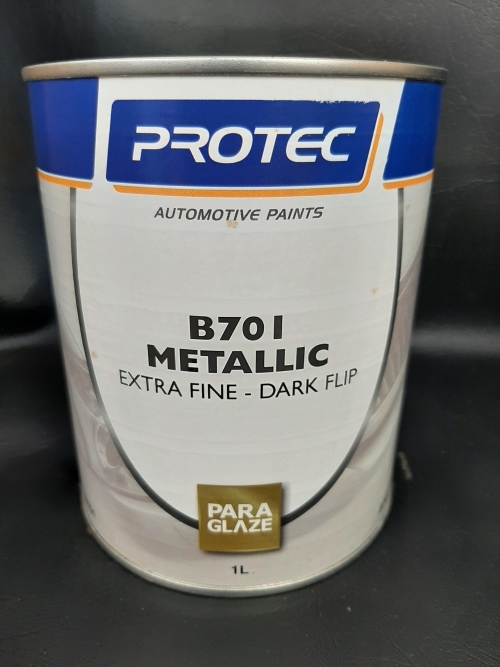 PROTEC
AUTOMOTIVE PAINTS
B701
METALLIC
EXTRA FINE - DARK FLIP
PARA
GLAZE
1L